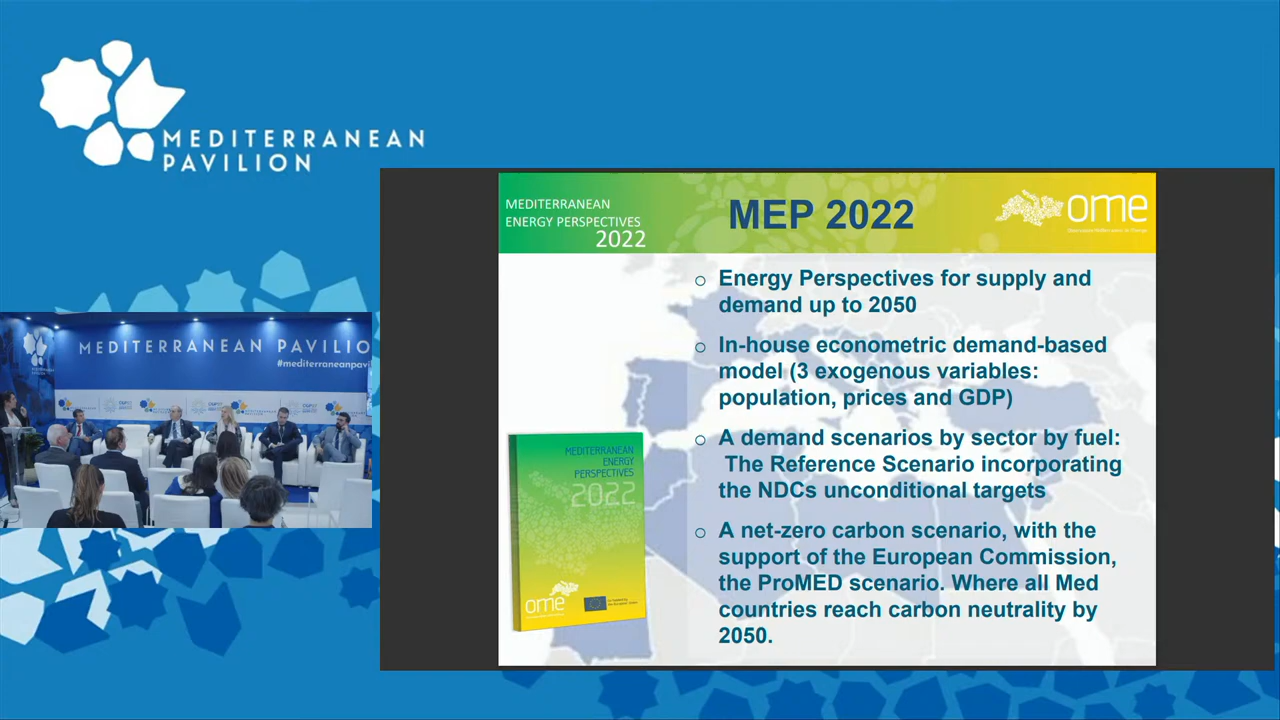 MEDITERRANEAN
PAVILION
MEDITERRANEAN
ENERGY PERSPECTIVES
2022
MEP 2022
ome
Energy Perspectives for supply and
demand up to 2050
In-house econometric demand-based
model (3 exogenous variables:
population, prices and GDP)
A demand scenarios by sector by fuel:
The Reference Scenario incorporating
the NDCs unconditional targets
A net-zero carbon scenario, with the
support of the European Commission,
the ProMED scenario. Where all Med
countries reach carbon neutrality by
2050.
MEDITERRANEAN
ENERGY
PERSPECTIVES
2022
ome
MEDITERRANEAN PAVILIO
#mediterraneanpavi